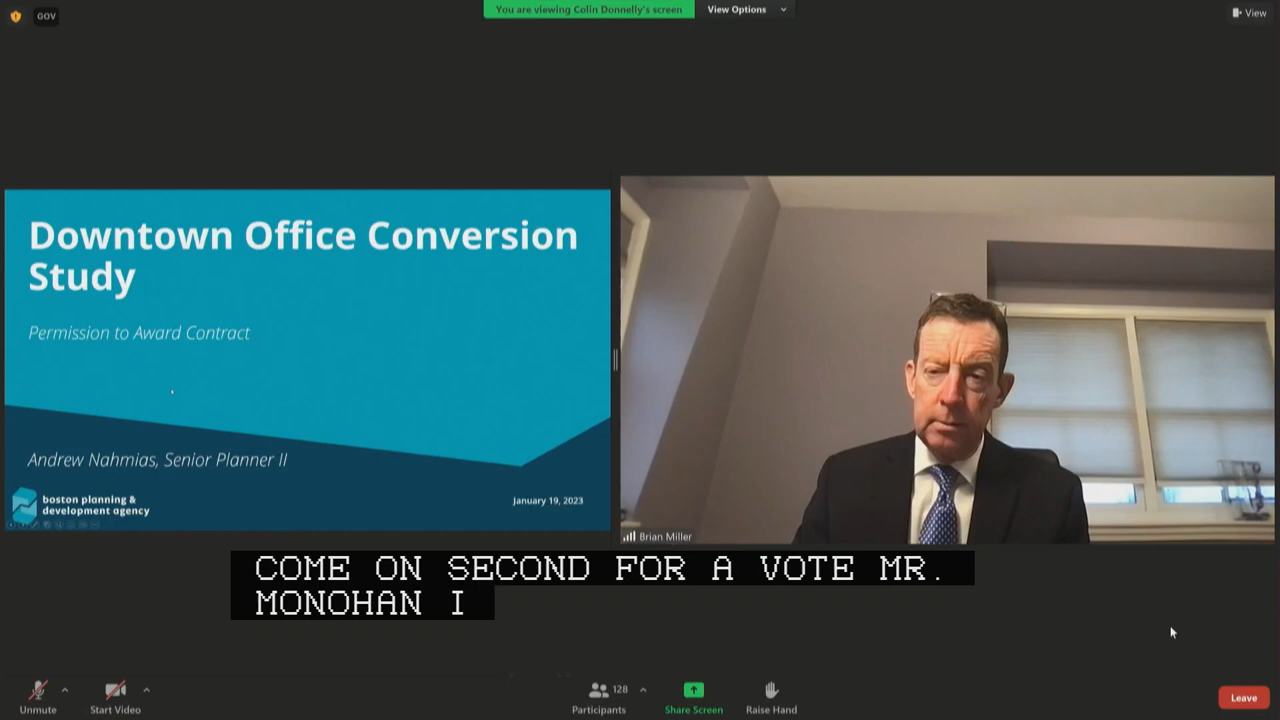 GOV
You are viewing Colin Donnelly's screen
View Options
View
Downtown Office Conversion
Study
Permission to Award Contract
Andrew Nahmias, Senior Planner II
boston planning &
development agency
January 19, 2023
Brian Miller
COME ON SECOND FOR A VOTE MR.
MONOHAN I
Unmute
Start Video
128
Participants
Share Screen
Raise Hand
Leave